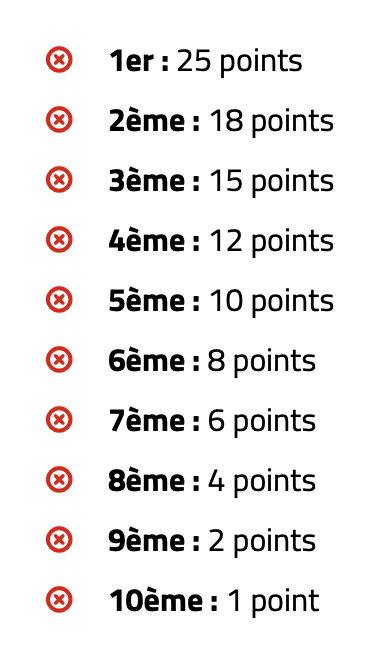 1er : 25 points
2ème : 18 points
3ème : 15 points
4ème : 12 points
5ème : 10 points
6ème : 8 points
7ème : 6 points
8ème : 4 points
9ème : 2 points
10ème : 1 point